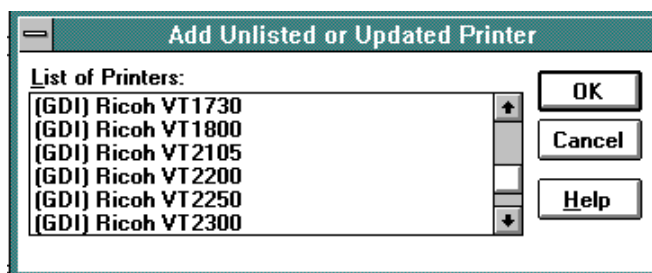 Add Unlisted or Updated Printer
List of Printers:
(GDI) Ricoh VT1730
(GDI) Ricoh VT1800
(GDI) Ricoh VT2105
(GDI) Ricoh VT2200
(GDI) Ricoh VT2250
(GDI) Ricoh VT2300
OK
Cancel
Help